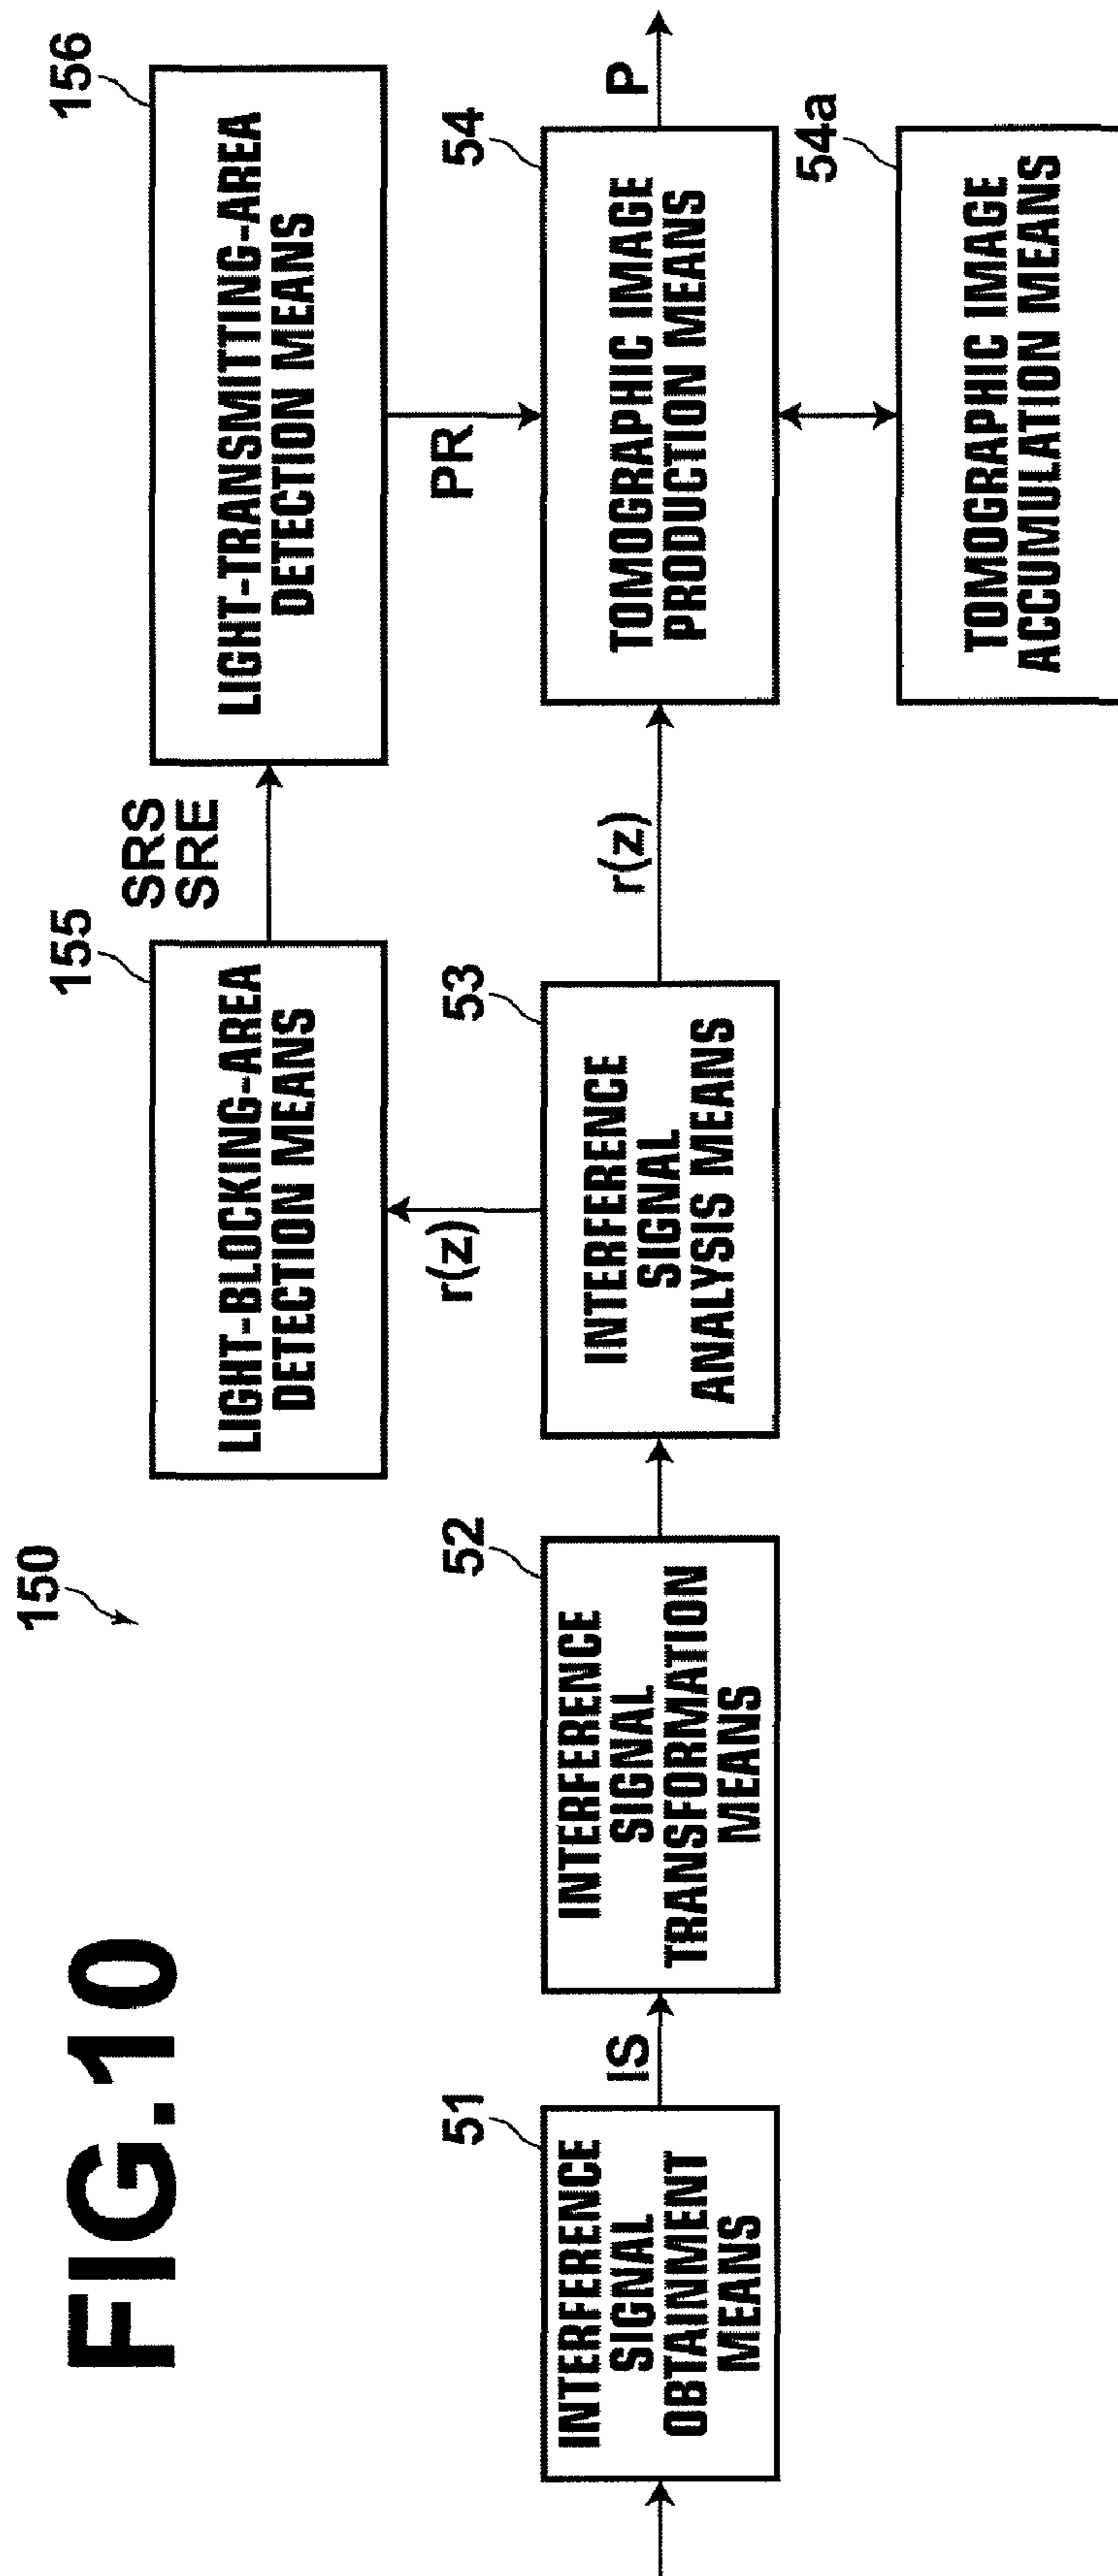 FIG.10
150
155
LIGHT-BLOCKING-AREA
DETECTION MEANS
SRS
SRE
156
LIGHT-TRANSMITTING-AREA
DETECTION MEANS
r(z)
PR
51
INTERFERENCE
SIGNAL
OBTAINMENT
MEANS
IS
52
INTERFERENCE
SIGNAL
TRANSFORMATION
MEANS
53
INTERFERENCE
SIGNAL
ANALYSIS MEANS
r(z)
54
TOMOGRAPHIC IMAGE
PRODUCTION MEANS
P
54a
TOMOGRAPHIC IMAGE
ACCUMULATION MEANS